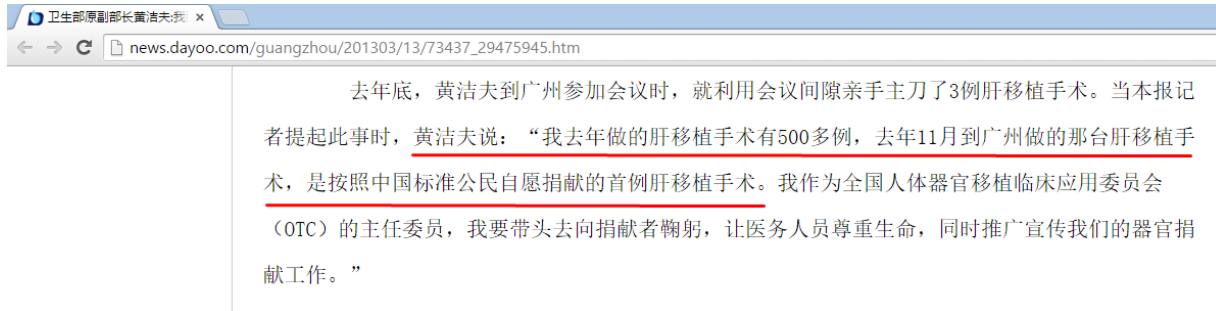 卫生部原副部长黄洁夫:我
news.dayoo.com/guangzhou/201303/13/73437_29475945.htm
去年底，黄洁夫到广州参加会议时，就利用会议间隙亲手主刀了3例肝移植手术。当本报记
者提起此事时，黄洁夫说：“我去年做的肝移植手术有500多例，去年11月到广州做的那台肝移植手
术，是按照中国标准公民自愿捐献的首例肝移植手术。我作为全国人体器官移植临床应用委员会
（OTC）的主任委员，我要带头去向捐献者鞠躬，让医务人员尊重生命，同时推广宣传我们的器官捐
献工作。”